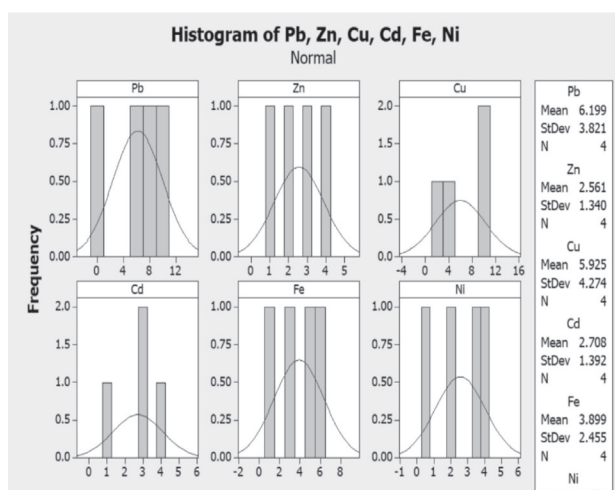 Histogram of Pb, Zn, Cu, Cd, Fe, Ni
Normal
Frequency
Pb
1.00
0.75
0.50
0.25
0.00
0 4 8 12
Zn
1.00
0.75
0.50
0.25
0.00
0 1 2 3 4 5
Cu
2.0
1.5
1.0
0.5
0.0
-4 0 4 8 12 16
Cd
2.0
1.5
1.0
0.5
0.0
0 1 2 3 4 5 6
Fe
1.00
0.75
0.50
0.25
0.00
-2 0 2 4 6 8
Ni
1.00
0.75
0.50
0.25
0.00
-1 0 1 2 3 4 5 6
Pb
Mean 6.199
StDev 3.821
N 4
Zn
Mean 2.561
StDev 1.340
N 4
Cu
Mean 5.925
StDev 4.274
N 4
Cd
Mean 2.708
StDev 1.392
N 4
Fe
Mean 3.899
StDev 2.455
N 4
Ni